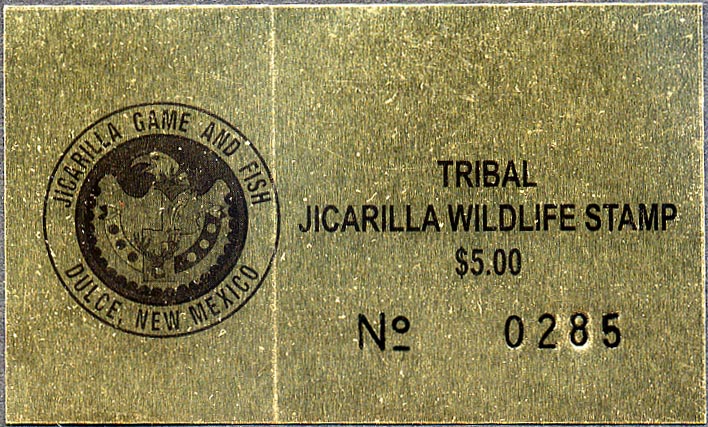 JICARILLA GAME AND FISH
DULCE, NEW MEXICO
TRIBAL
JICARILLA WILDLIFE STAMP
$5.00
Nº 0285